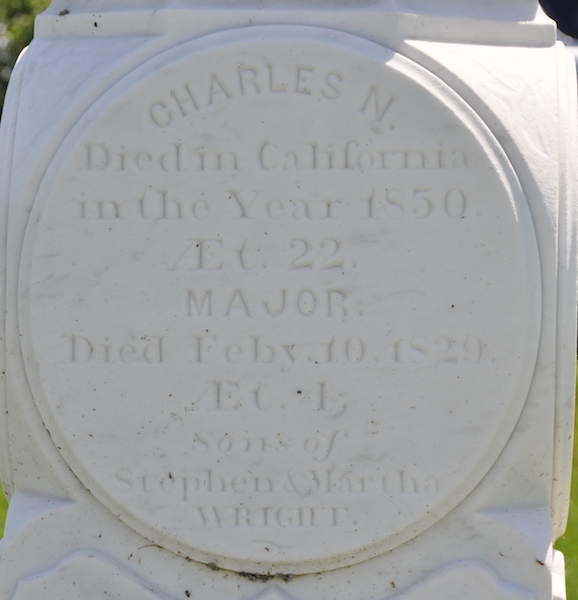 CHARLES N.
Died in California
in the Year 1850.
ÆT. 22.
MAJOR.
Died Feby. 10, 1829.
ÆT. 4,
Sons of
Stephen & Martha
WRIGHT.